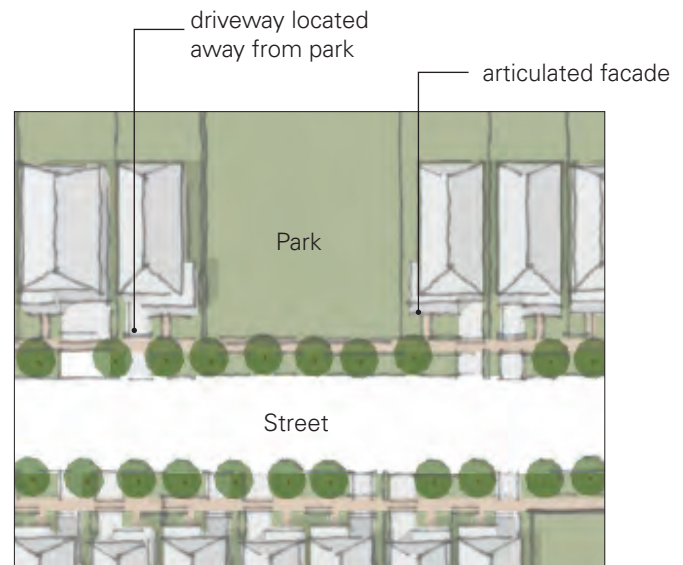 driveway located
away from park
articulated facade
Park
Street